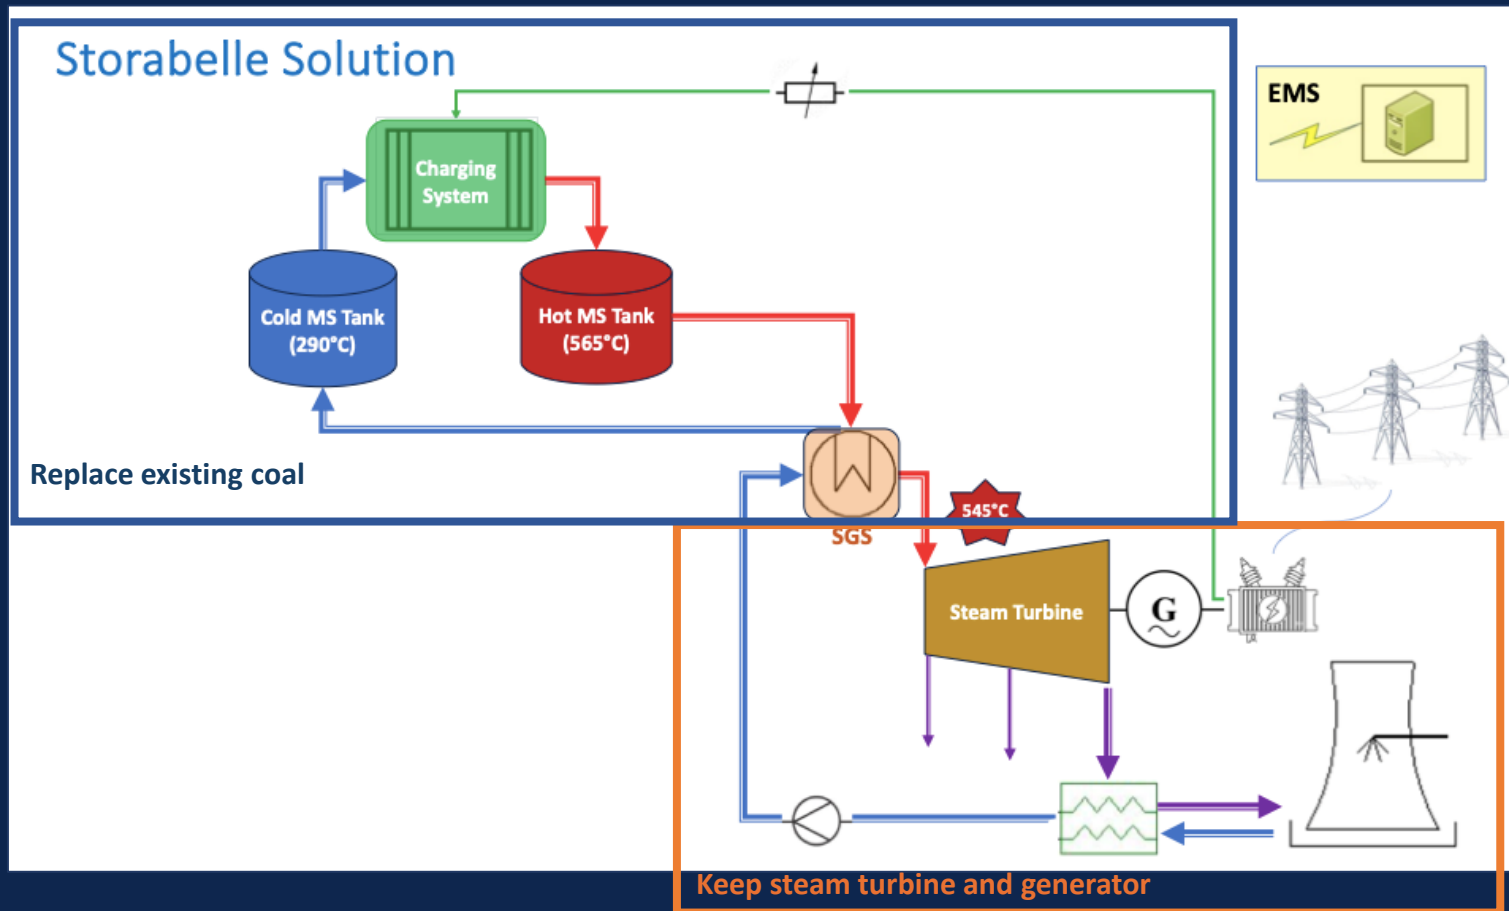 Storabelle Solution
EMS
Charging
System
Cold MS Tank
(290°C)
Hot MS Tank
(565°C)
Replace existing coal
545°C
SGS
Steam Turbine
G
Keep steam turbine and generator